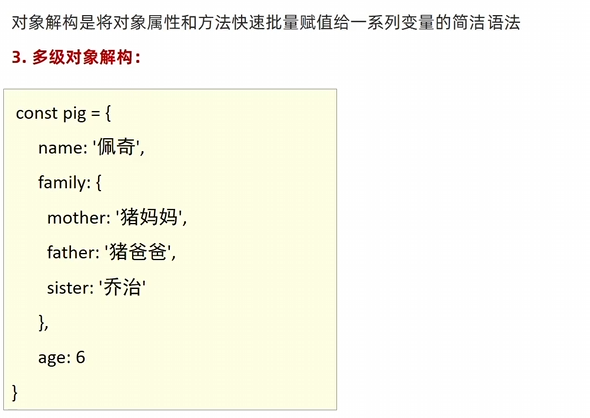 对象解构是将对象属性和方法快速批量赋值给一系列变量的简洁语法
3. 多级对象解构：
const pig = {
name: '佩奇',
family: {
mother: '猪妈妈',
father: '猪爸爸',
sister: '乔治'
},
age: 6
}